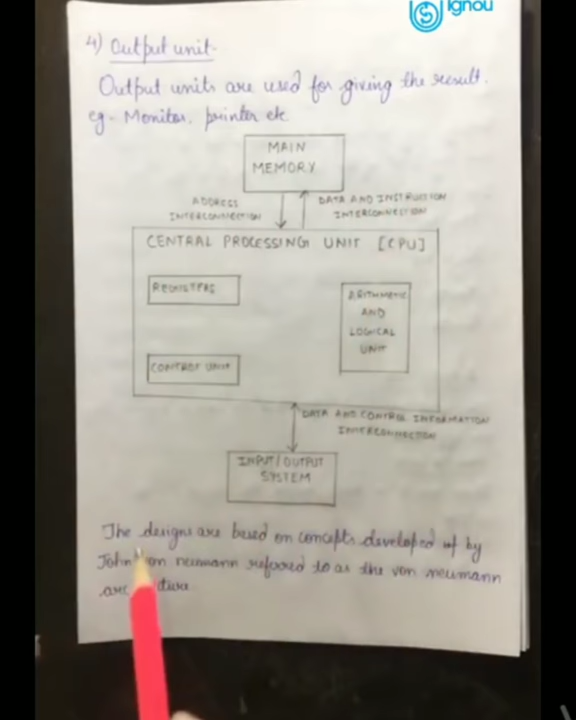 Ignou
4) Output unit-
Output units are used for giving the result.
eg- Monitor, printer etc.
MAIN
MEMORY
ADDRESS
INTERCONNECTION
DATA AND INSTRUCTION
INTERCONNECTION
CENTRAL PROCESSING UNIT [CPU]
REGISTERS
ARITHMETIC
AND
LOGICAL
UNIT
CONTROL UNIT
DATA AND CONTROL INFORMATION
INTERCONNECTION
INPUT/OUTPUT
SYSTEM
The designs are based on concepts developed by
John von neumann refered to as the von neumann